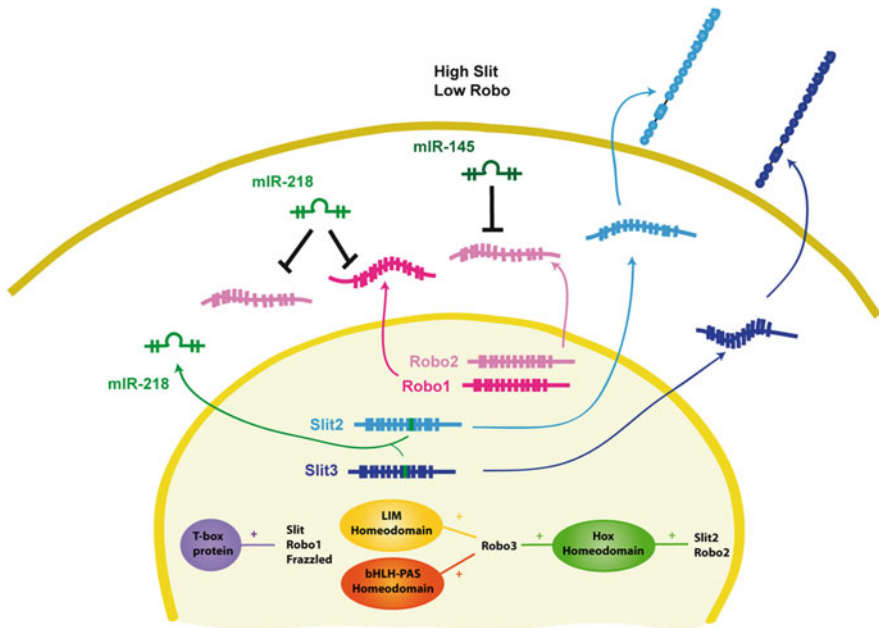 High Slit
Low Robo
mIR-145
mIR-218
mIR-218
Robo2
Robo1
Slit2
Slit3
T-box
protein
+
Slit
Robo1
Frazzled
LIM
Homeodomain
+
bHLH-PAS
Homeodomain
+
Robo3
+
Hox
Homeodomain
+
Slit2
Robo2